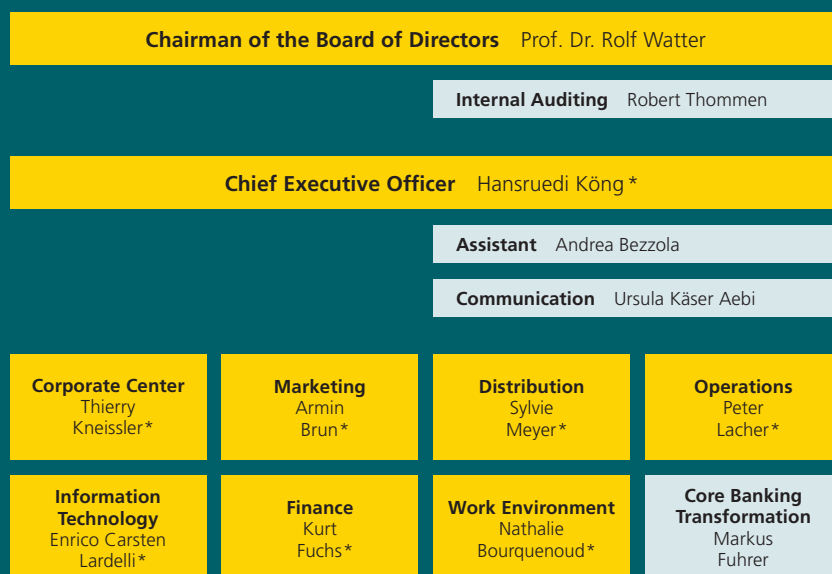 Chairman of the Board of Directors Prof. Dr. Rolf Watter
Internal Auditing Robert Thommen
Chief Executive Officer Hansruedi Köng*
Assistant Andrea Bezzola
Communication Ursula Käser Aebi
Corporate Center
Thierry
Kneissler*
Marketing
Armin
Brun*
Distribution
Sylvie
Meyer*
Operations
Peter
Lacher*
Information
Technology
Enrico Carsten
Lardelli*
Finance
Kurt
Fuchs*
Work Environment
Nathalie
Bourquenoud*
Core Banking
Transformation
Markus
Fuhrer